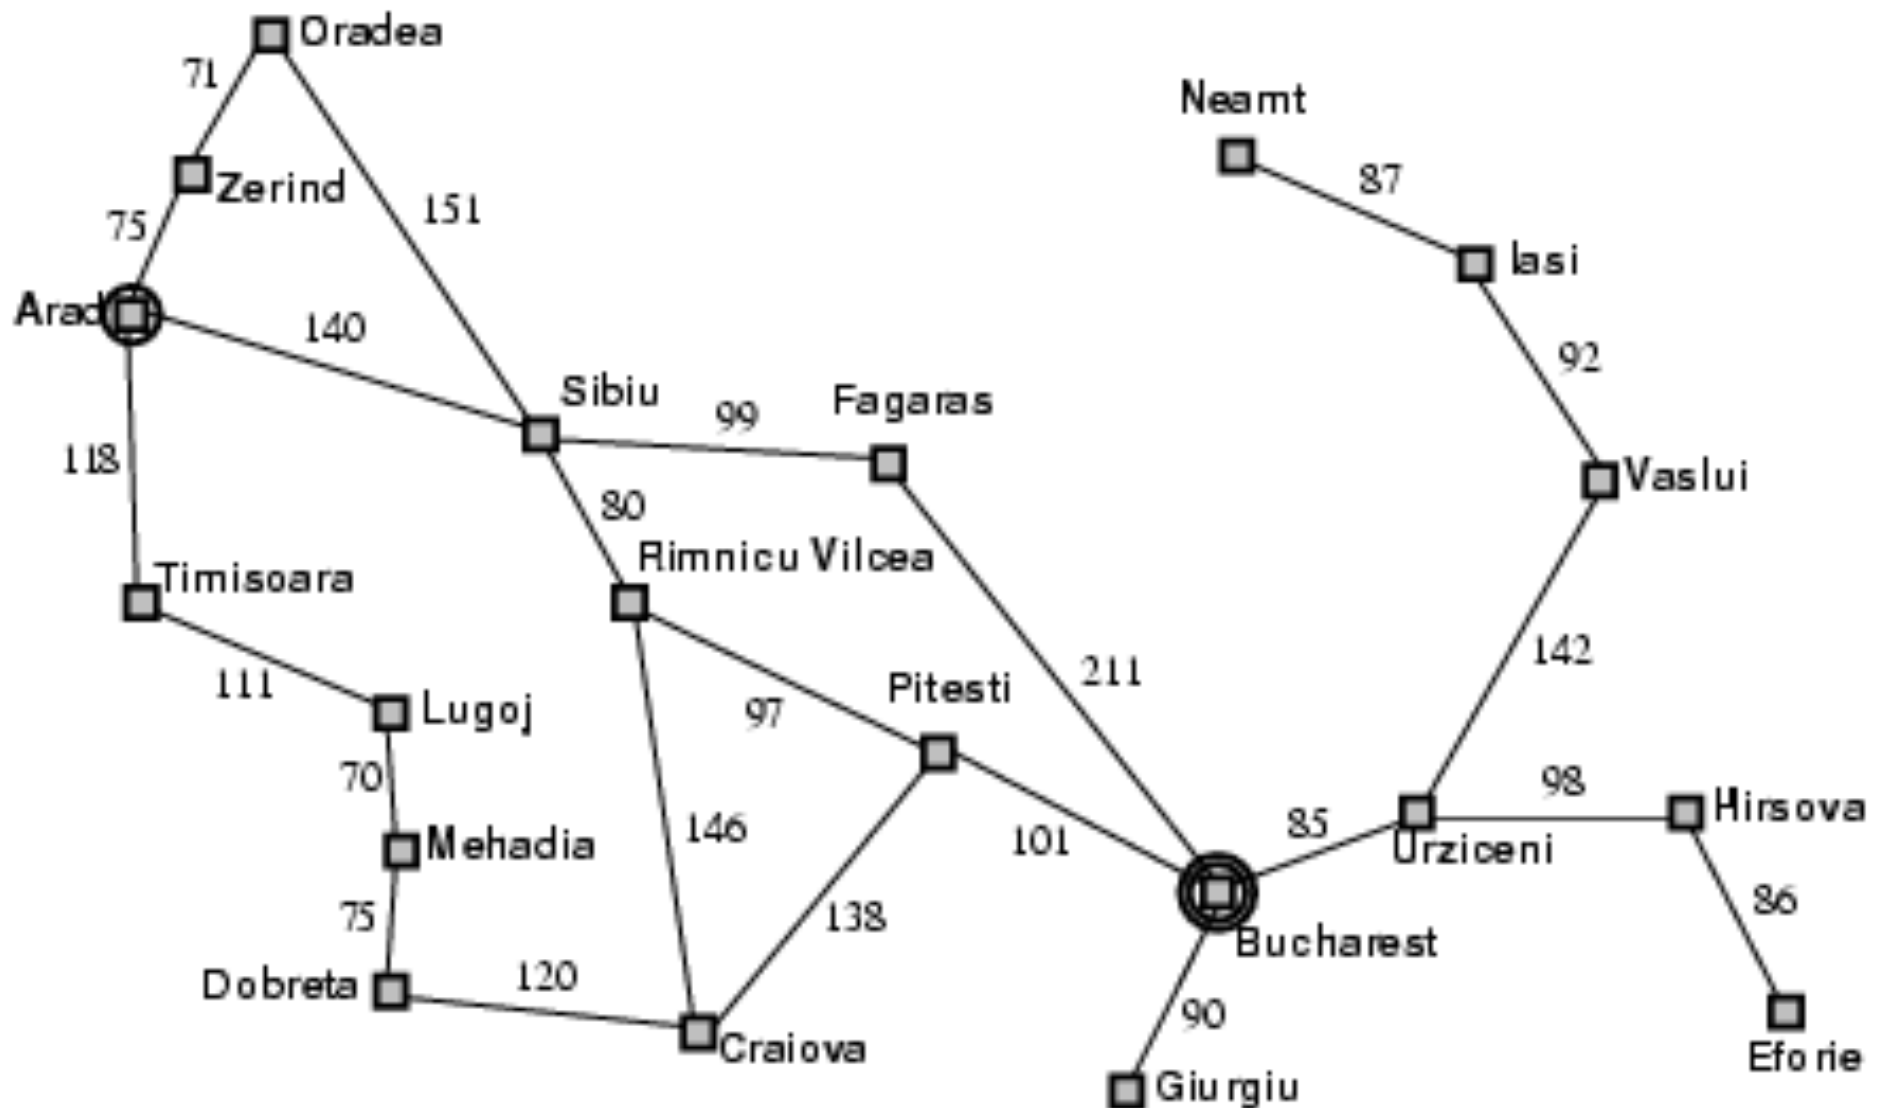 Oradea
71
Neamt
87
Zerind
151
75
Iasi
Arad
140
92
Sibiu
Fagaras
99
118
Vaslui
80
Rimnicu Vilcea
Timisoara
142
211
111
Pitesti
97
Lugoj
70
98
Hirsova
146
101
85
Urziceni
Mehadia
86
75
138
Bucharest
Dobreta
120
90
Craiova
Eforie
Giurgiu